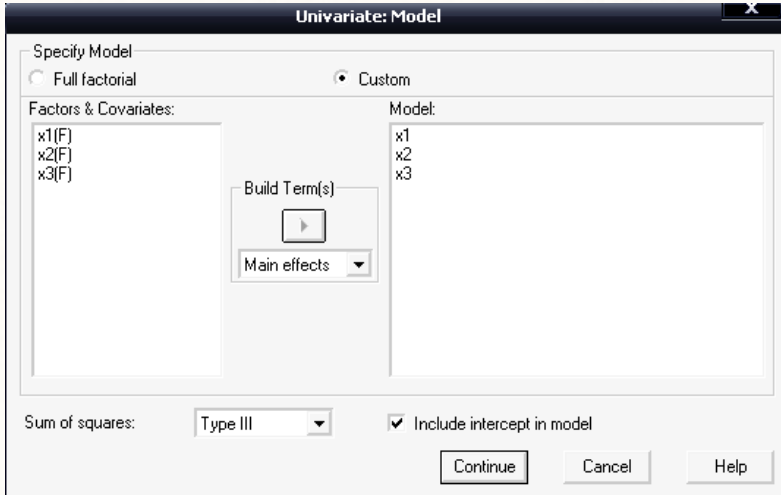 Univariate: Model
X
Specify Model
Full factorial
Custom
Factors & Covariates:
x1(F)
x2(F)
x3(F)
Build Term(s)
Main effects
Model:
x1
x2
x3
Sum of squares:
Type III
Include intercept in model
Continue
Cancel
Help